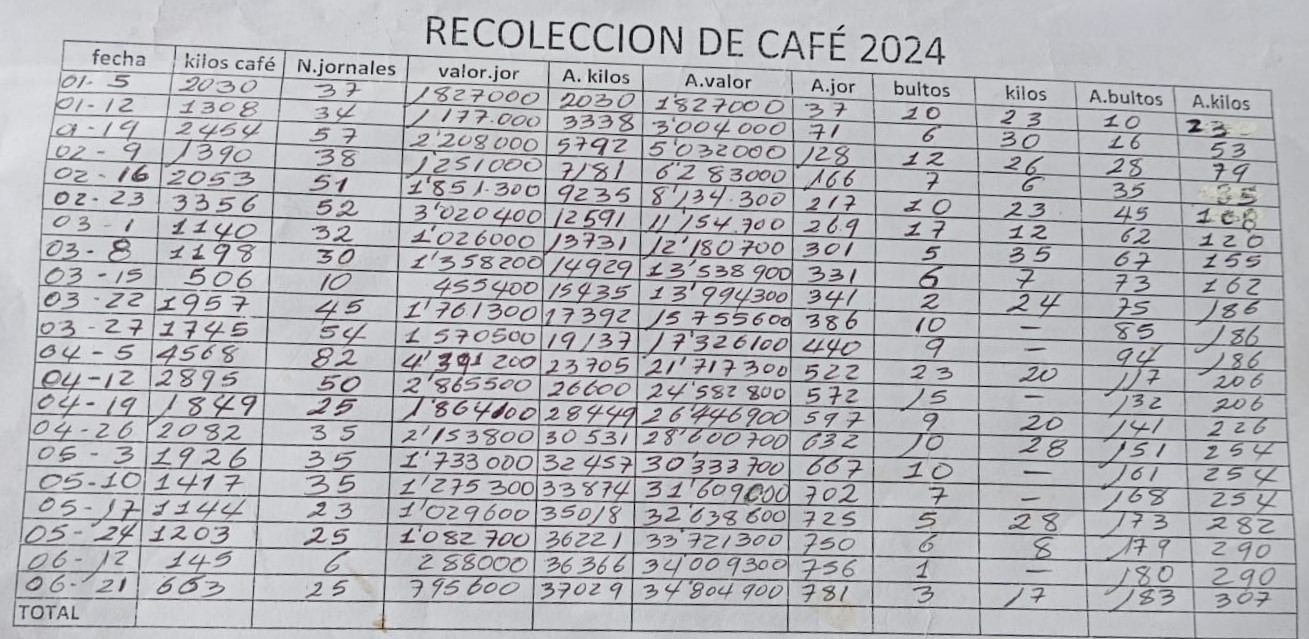 RECOLECCION DE CAFÉ 2024
fecha kilos café N.jornales valor.jor A. kilos A.valor A.jor bultos kilos A.bultos A.kilos
01-5 2030 37 1827000 2030 1'827000 37 10 23 10 23
01-12 1308 34 1177.000 3338 3'004000 71 6 30 16 53
01-19 2454 57 2'208000 5792 5'032000 128 12 26 28 79
02-9 1390 38 1'251000 7181 6'283000 166 7 6 35 85
02-16 2053 51 1'851.300 9235 8'134.300 217 10 23 45 108
02-23 3356 52 3'020400 12591 11'154.700 269 17 12 62 120
03-1 1140 32 1'026000 13731 12'180700 301 5 35 67 155
03-8 1198 30 1'358200 14929 13'538900 331 6 7 73 162
03-15 506 10 455400 15435 13'994300 341 2 24 75 186
03-22 1957 45 1'761300 17392 15755600 386 10 - 85 186
03-27 1745 54 1570500 19137 17'326100 440 9 - 94 186
04-5 4568 82 4'391200 23705 21'717300 522 23 20 117 206
04-12 2895 50 2'865500 26600 24'582800 572 15 - 132 206
04-19 1849 25 1'864100 28449 26'446900 597 9 20 141 226
04-26 2082 35 2'153800 30531 28'600700 632 10 28 151 254
05-3 1926 35 1'733000 32457 30'333700 667 10 - 161 254
05-10 1417 35 1'275300 33874 31'609000 702 7 - 168 254
05-17 1144 23 1'029600 35018 32'638600 725 5 28 173 282
05-24 1203 25 1'082700 36221 33'721300 750 6 8 179 290
06-12 145 6 288000 36366 34'009300 756 1 - 180 290
06-21 663 25 795600 37029 34'804900 781 3 17 183 307
TOTAL